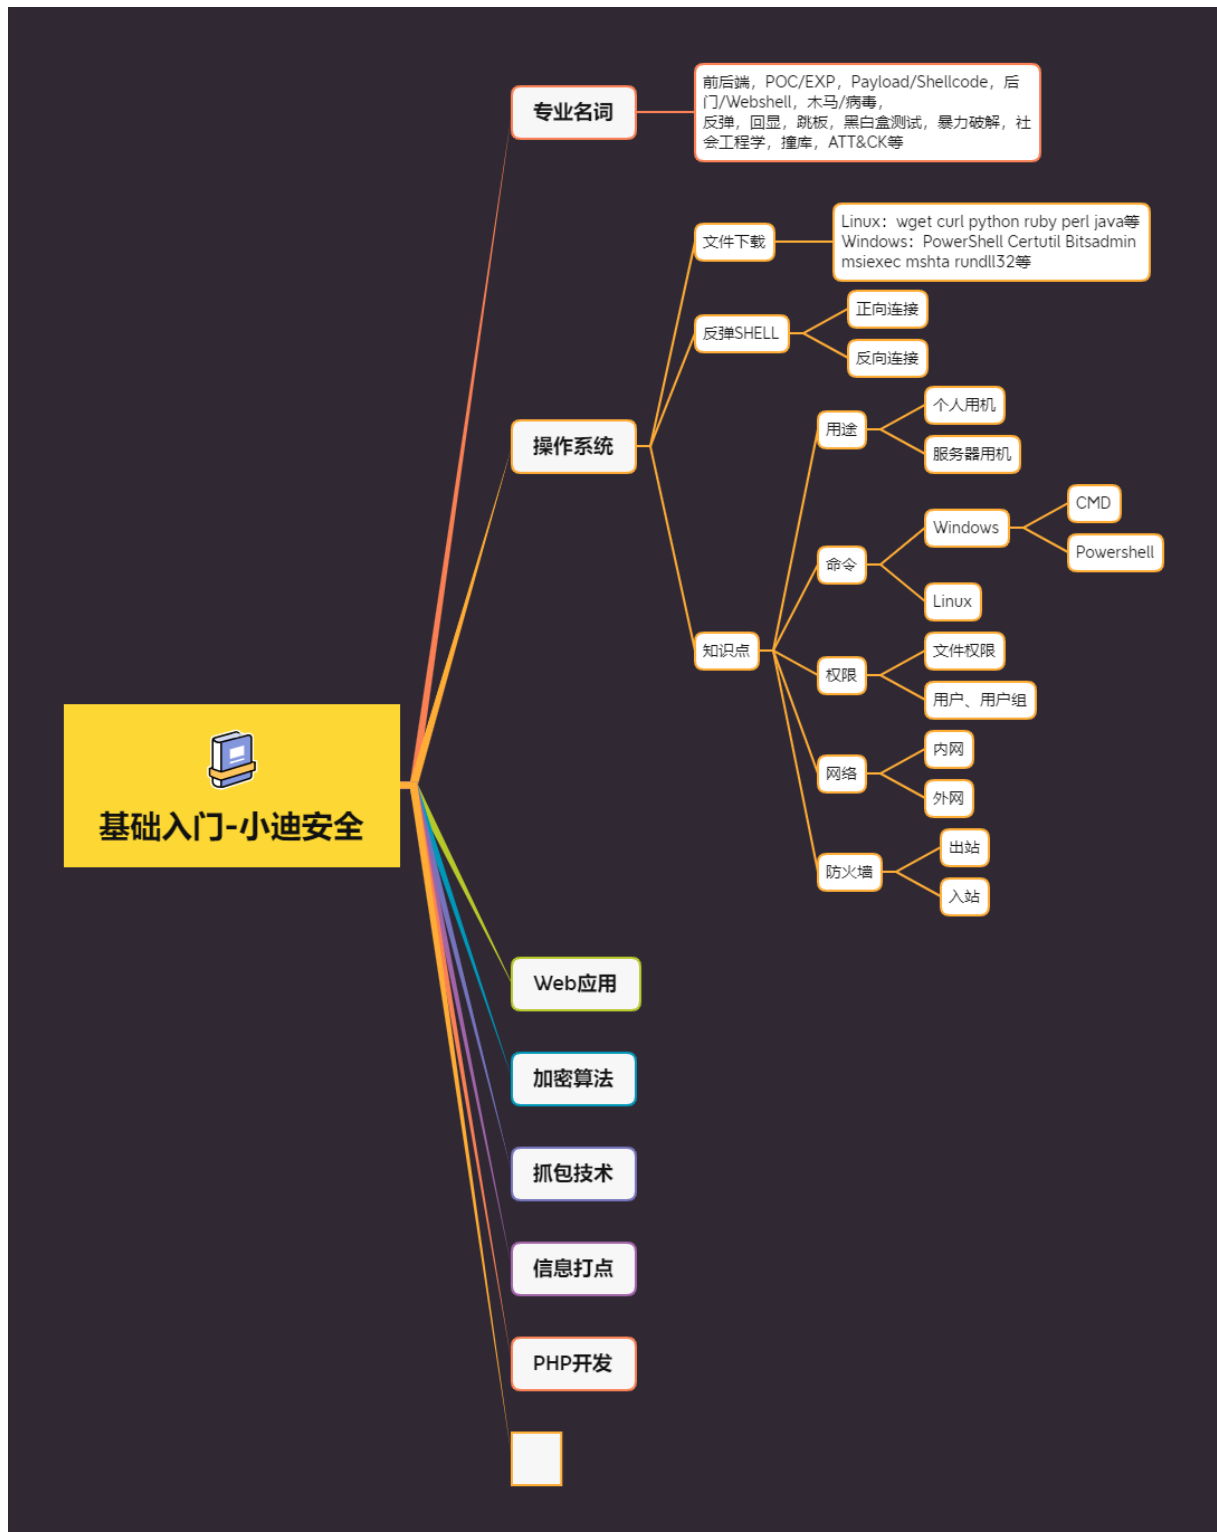 专业名词
前后端，POC/EXP，Payload/Shellcode，后
门/Webshell，木马/病毒，
反弹，回显，跳板，黑白盒测试，暴力破解，社
会工程学，撞库，ATT&CK等
操作系统
文件下载
Linux：wget curl python ruby perl java等
Windows：PowerShell Certutil Bitsadmin
msiexec mshta rundll32等
反弹SHELL
正向连接
反向连接
知识点
用途
个人用机
服务器用机
命令
Windows
CMD
Powershell
Linux
权限
文件权限
用户、用户组
网络
内网
外网
防火墙
出站
入站
基础入门-小迪安全
Web应用
加密算法
抓包技术
信息打点
PHP开发